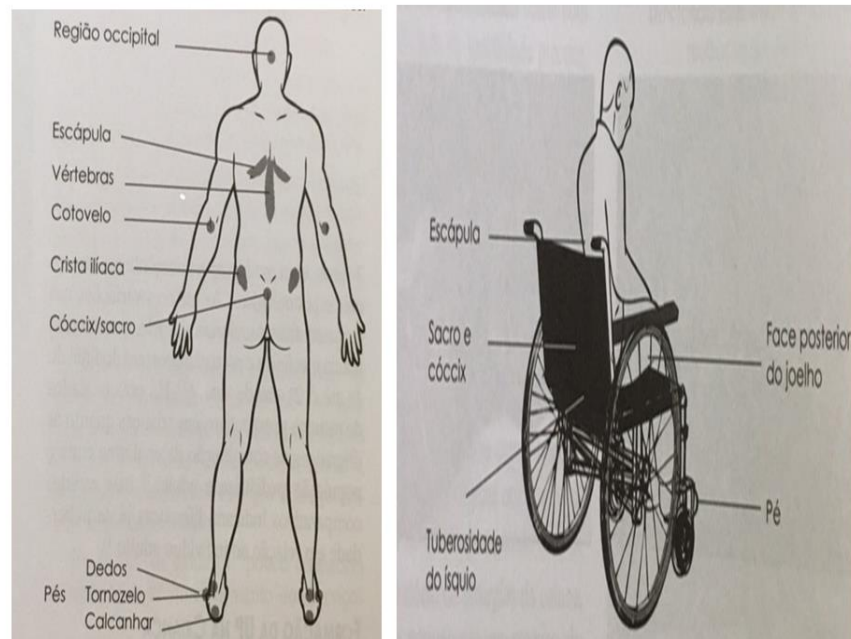 Região occipital
Escápula
Vértebras
Cotovelo
Crista ilíaca
Cóccix/sacro
Dedos
Pés Tornozelo
Calcanhar
Escápula
Sacro e
cóccix
Face posterior
do joelho
Pé
Tuberosidade
do ísquio